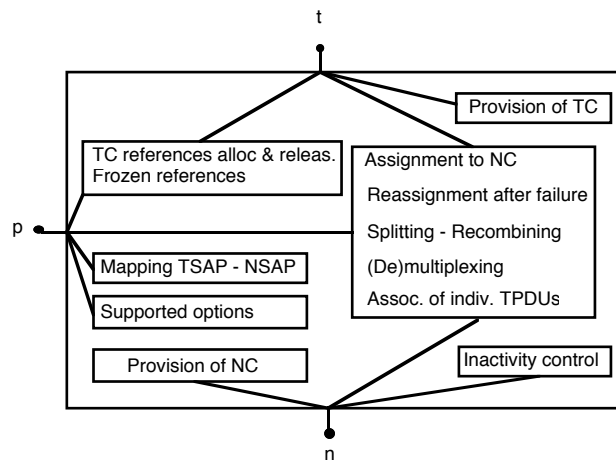 t
Provision of TC
TC references alloc & releas.
Frozen references
Assignment to NC
Reassignment after failure
Splitting - Recombining
(De)multiplexing
Assoc. of indiv. TPDUs
p
Mapping TSAP - NSAP
Supported options
Provision of NC
Inactivity control
n